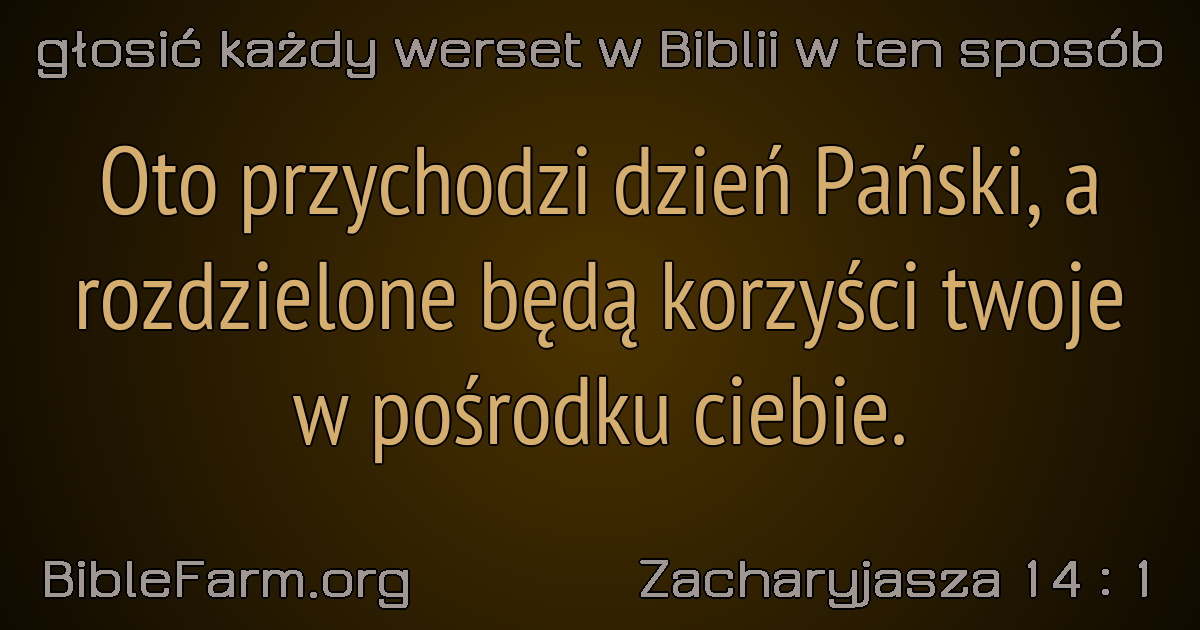 głosić każdy werset w Biblii w ten sposób
Oto przychodzi dzień Pański, a
rozdzielone będą korzyści twoje
w pośrodku ciebie.
BibleFarm.org
Zacharyjasza 14 : 1